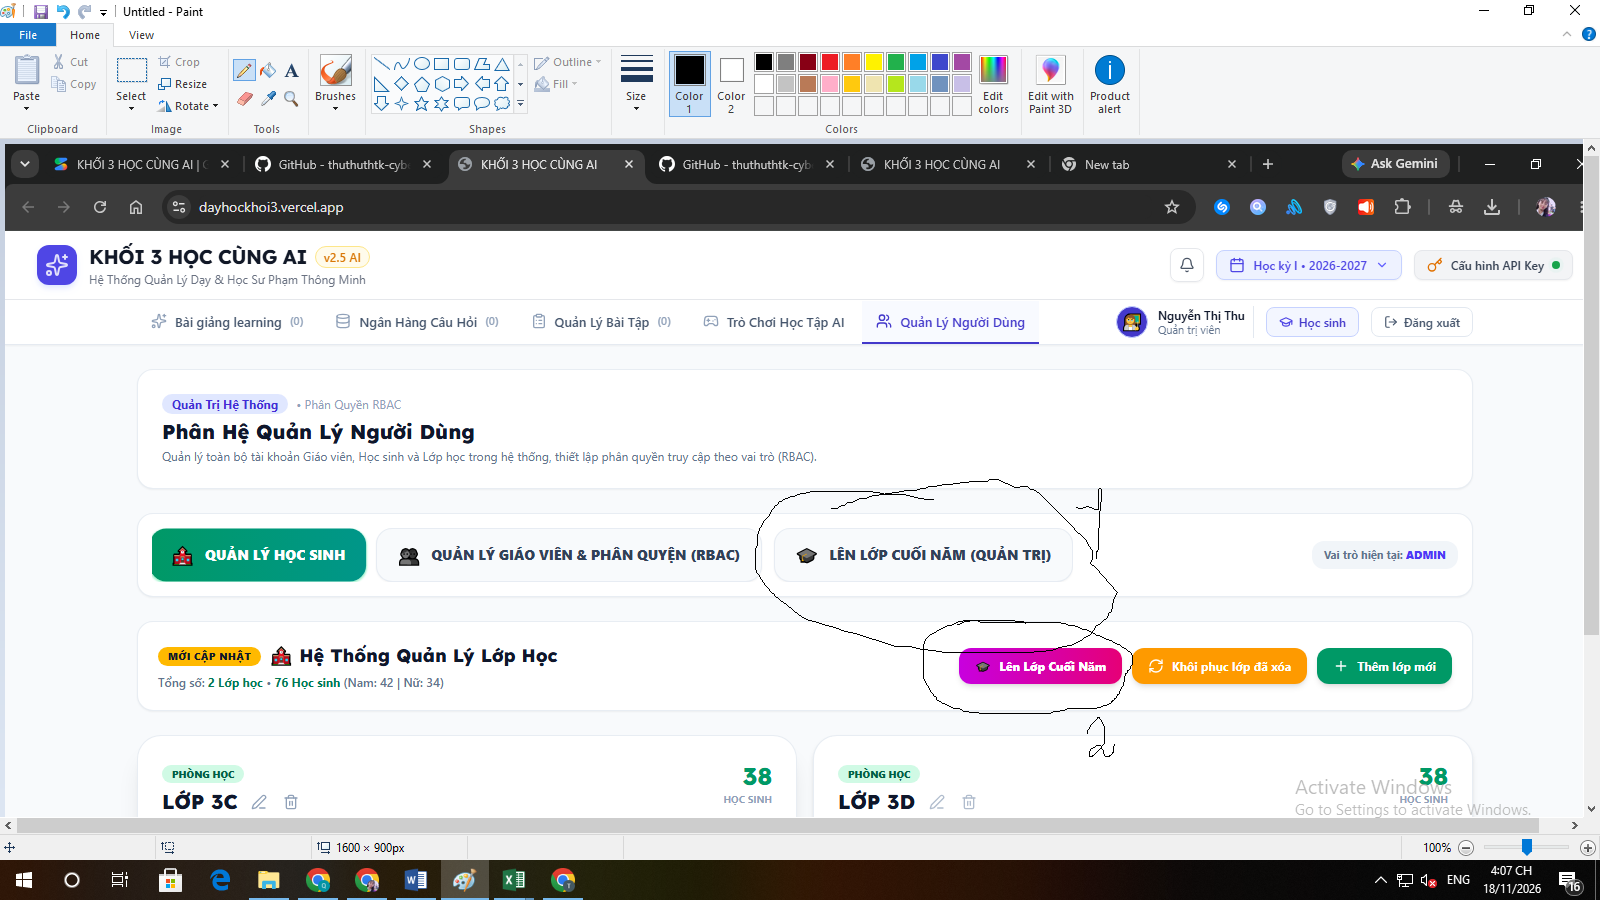 Untitled - Paint
File
Home
View
Paste
Cut
Copy
Clipboard
Select
Crop
Resize
Rotate
Image
Tools
Brushes
Shapes
Outline
Fill
Size
Color 1
Color 2
Colors
Edit colors
Edit with Paint 3D
Product alert
KHỐI 3 HỌC CÙNG AI |
GitHub - thuthuthtk-cyb
KHỐI 3 HỌC CÙNG AI
GitHub - thuthuthtk-cyb
KHỐI 3 HỌC CÙNG AI
New tab
Ask Gemini
dayhockhoi3.vercel.app
KHỐI 3 HỌC CÙNG AI
v2.5 AI
Hệ Thống Quản Lý Dạy & Học Sư Phạm Thông Minh
Học kỳ I • 2026-2027
Cấu hình API Key
Bài giảng learning (0)
Ngân Hàng Câu Hỏi (0)
Quản Lý Bài Tập (0)
Trò Chơi Học Tập AI
Quản Lý Người Dùng
Nguyễn Thị Thu
Quản trị viên
Học sinh
Đăng xuất
Quản Trị Hệ Thống
• Phân Quyền RBAC
Phân Hệ Quản Lý Người Dùng
Quản lý toàn bộ tài khoản Giáo viên, Học sinh và Lớp học trong hệ thống, thiết lập phân quyền truy cập theo vai trò (RBAC).
1
QUẢN LÝ HỌC SINH
QUẢN LÝ GIÁO VIÊN & PHÂN QUYỀN (RBAC)
LÊN LỚP CUỐI NĂM (QUẢN TRỊ)
Vai trò hiện tại: ADMIN
MỚI CẬP NHẬT
Hệ Thống Quản Lý Lớp Học
Tổng số: 2 Lớp học • 76 Học sinh (Nam: 42 | Nữ: 34)
Lên Lớp Cuối Năm
Khôi phục lớp đã xóa
Thêm lớp mới
2
PHÒNG HỌC
LỚP 3C
38
HỌC SINH
PHÒNG HỌC
LỚP 3D
38
HỌC SINH
Activate Windows
Go to Settings to activate Windows.
1600 × 900px
100%
ENG
4:07 CH
18/11/2026
16